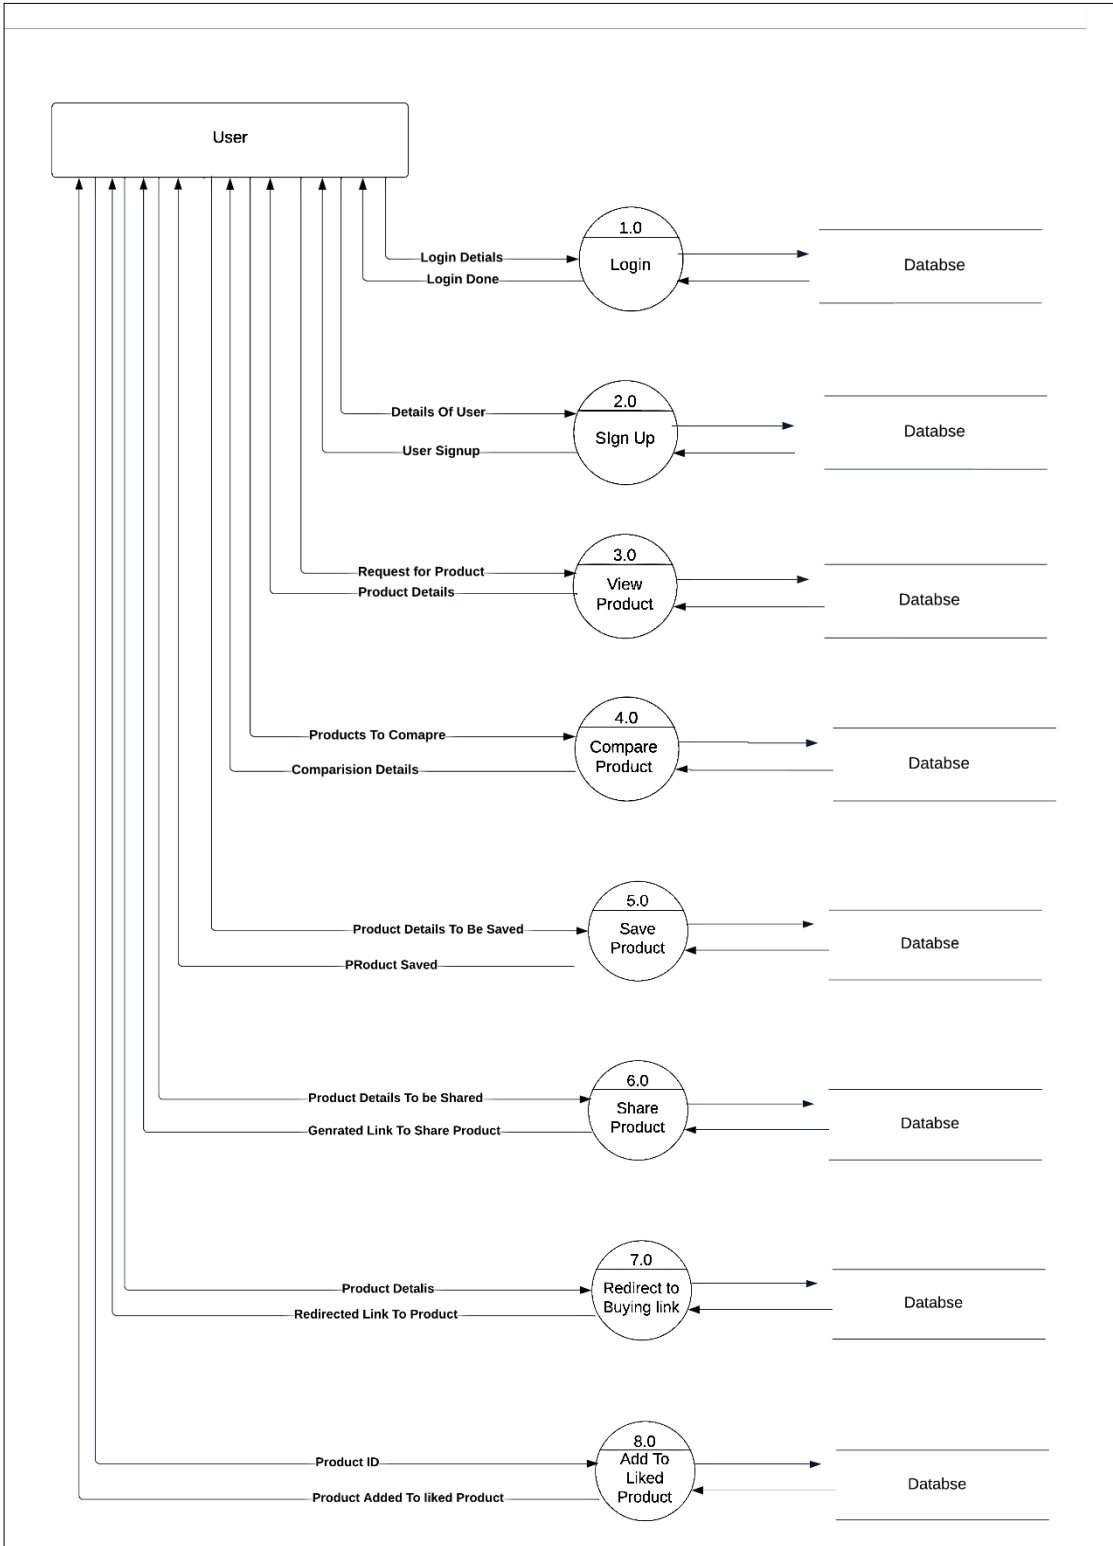 User
1.0
Login Detials
Login
Databse
Login Done
2.0
Details Of User
SIgn Up
Databse
User Signup
3.0
Request for Product
View
Product
Product Details
Databse
4.0
Products To Comapre
Compare
Product
Comparision Details
Databse
5.0
Product Details To Be Saved
Save
Product
PRoduct Saved
Databse
6.0
Product Details To be Shared
Share
Product
Genrated Link To Share Product
Databse
7.0
Product Detalis
Redirect to
Buying link
Redirected Link To Product
Databse
8.0
Product ID
Add To
Liked
Product
Product Added To liked Product
Databse